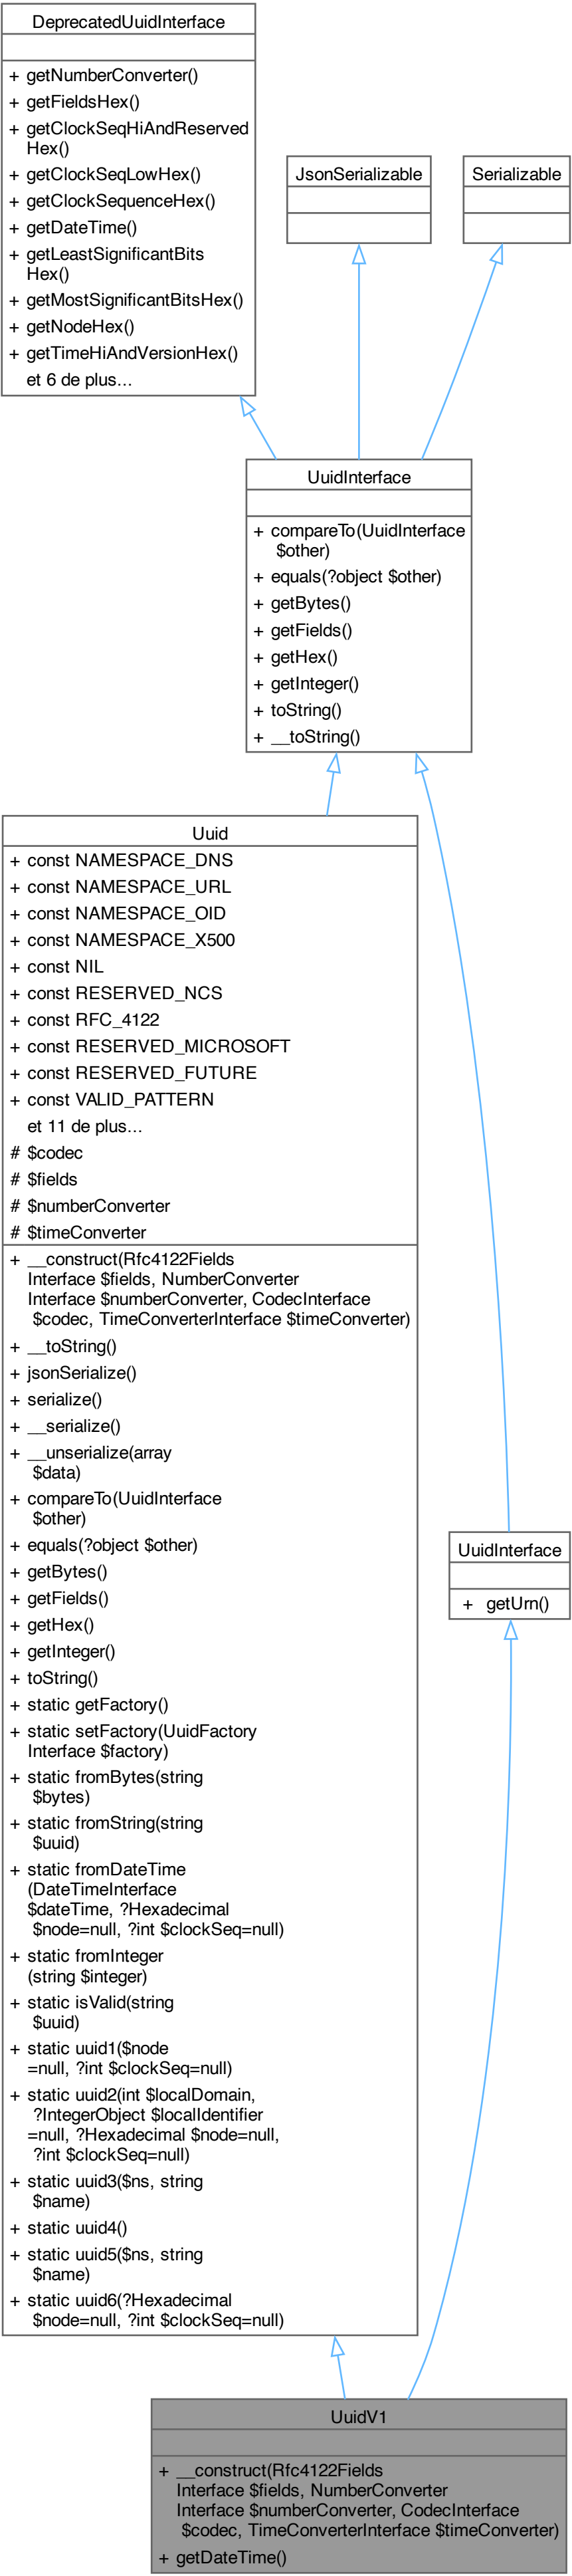 DeprecatedUuidInterface
+ getNumberConverter()
+ getFieldsHex()
+ getClockSeqHiAndReserved
Hex()
+ getClockSeqLowHex()
+ getClockSequenceHex()
+ getDateTime()
+ getLeastSignificantBits
Hex()
+ getMostSignificantBitsHex()
+ getNodeHex()
+ getTimeHiAndVersionHex()
et 6 de plus...
JsonSerializable
Serializable
UuidInterface
+ compareTo(UuidInterface
$other)
+ equals(?object $other)
+ getBytes()
+ getFields()
+ getHex()
+ getInteger()
+ toString()
+ __toString()
Uuid
+ const NAMESPACE_DNS
+ const NAMESPACE_URL
+ const NAMESPACE_OID
+ const NAMESPACE_X500
+ const NIL
+ const RESERVED_NCS
+ const RFC_4122
+ const RESERVED_MICROSOFT
+ const RESERVED_FUTURE
+ const VALID_PATTERN
et 11 de plus...
# $codec
# $fields
# $numberConverter
# $timeConverter
+ __construct(Rfc4122Fields
Interface $fields, NumberConverter
Interface $numberConverter, CodecInterface
$codec, TimeConverterInterface $timeConverter)
+ __toString()
+ jsonSerialize()
+ serialize()
+ __serialize()
+ __unserialize(array
$data)
+ compareTo(UuidInterface
$other)
+ equals(?object $other)
+ getBytes()
+ getFields()
+ getHex()
+ getInteger()
+ toString()
+ static getFactory()
+ static setFactory(UuidFactory
Interface $factory)
+ static fromBytes(string
$bytes)
+ static fromString(string
$uuid)
+ static fromDateTime
(DateTimeInterface
$dateTime, ?Hexadecimal
$node=null, ?int $clockSeq=null)
+ static fromInteger
(string $integer)
+ static isValid(string
$uuid)
+ static uuid1($node
=null, ?int $clockSeq=null)
+ static uuid2(int $localDomain,
?IntegerObject $localIdentifier
=null, ?Hexadecimal $node=null,
?int $clockSeq=null)
+ static uuid3($ns, string
$name)
+ static uuid4()
+ static uuid5($ns, string
$name)
+ static uuid6(?Hexadecimal
$node=null, ?int $clockSeq=null)
UuidInterface
+ getUrn()
UuidV1
+ __construct(Rfc4122Fields
Interface $fields, NumberConverter
Interface $numberConverter, CodecInterface
$codec, TimeConverterInterface $timeConverter)
+ getDateTime()